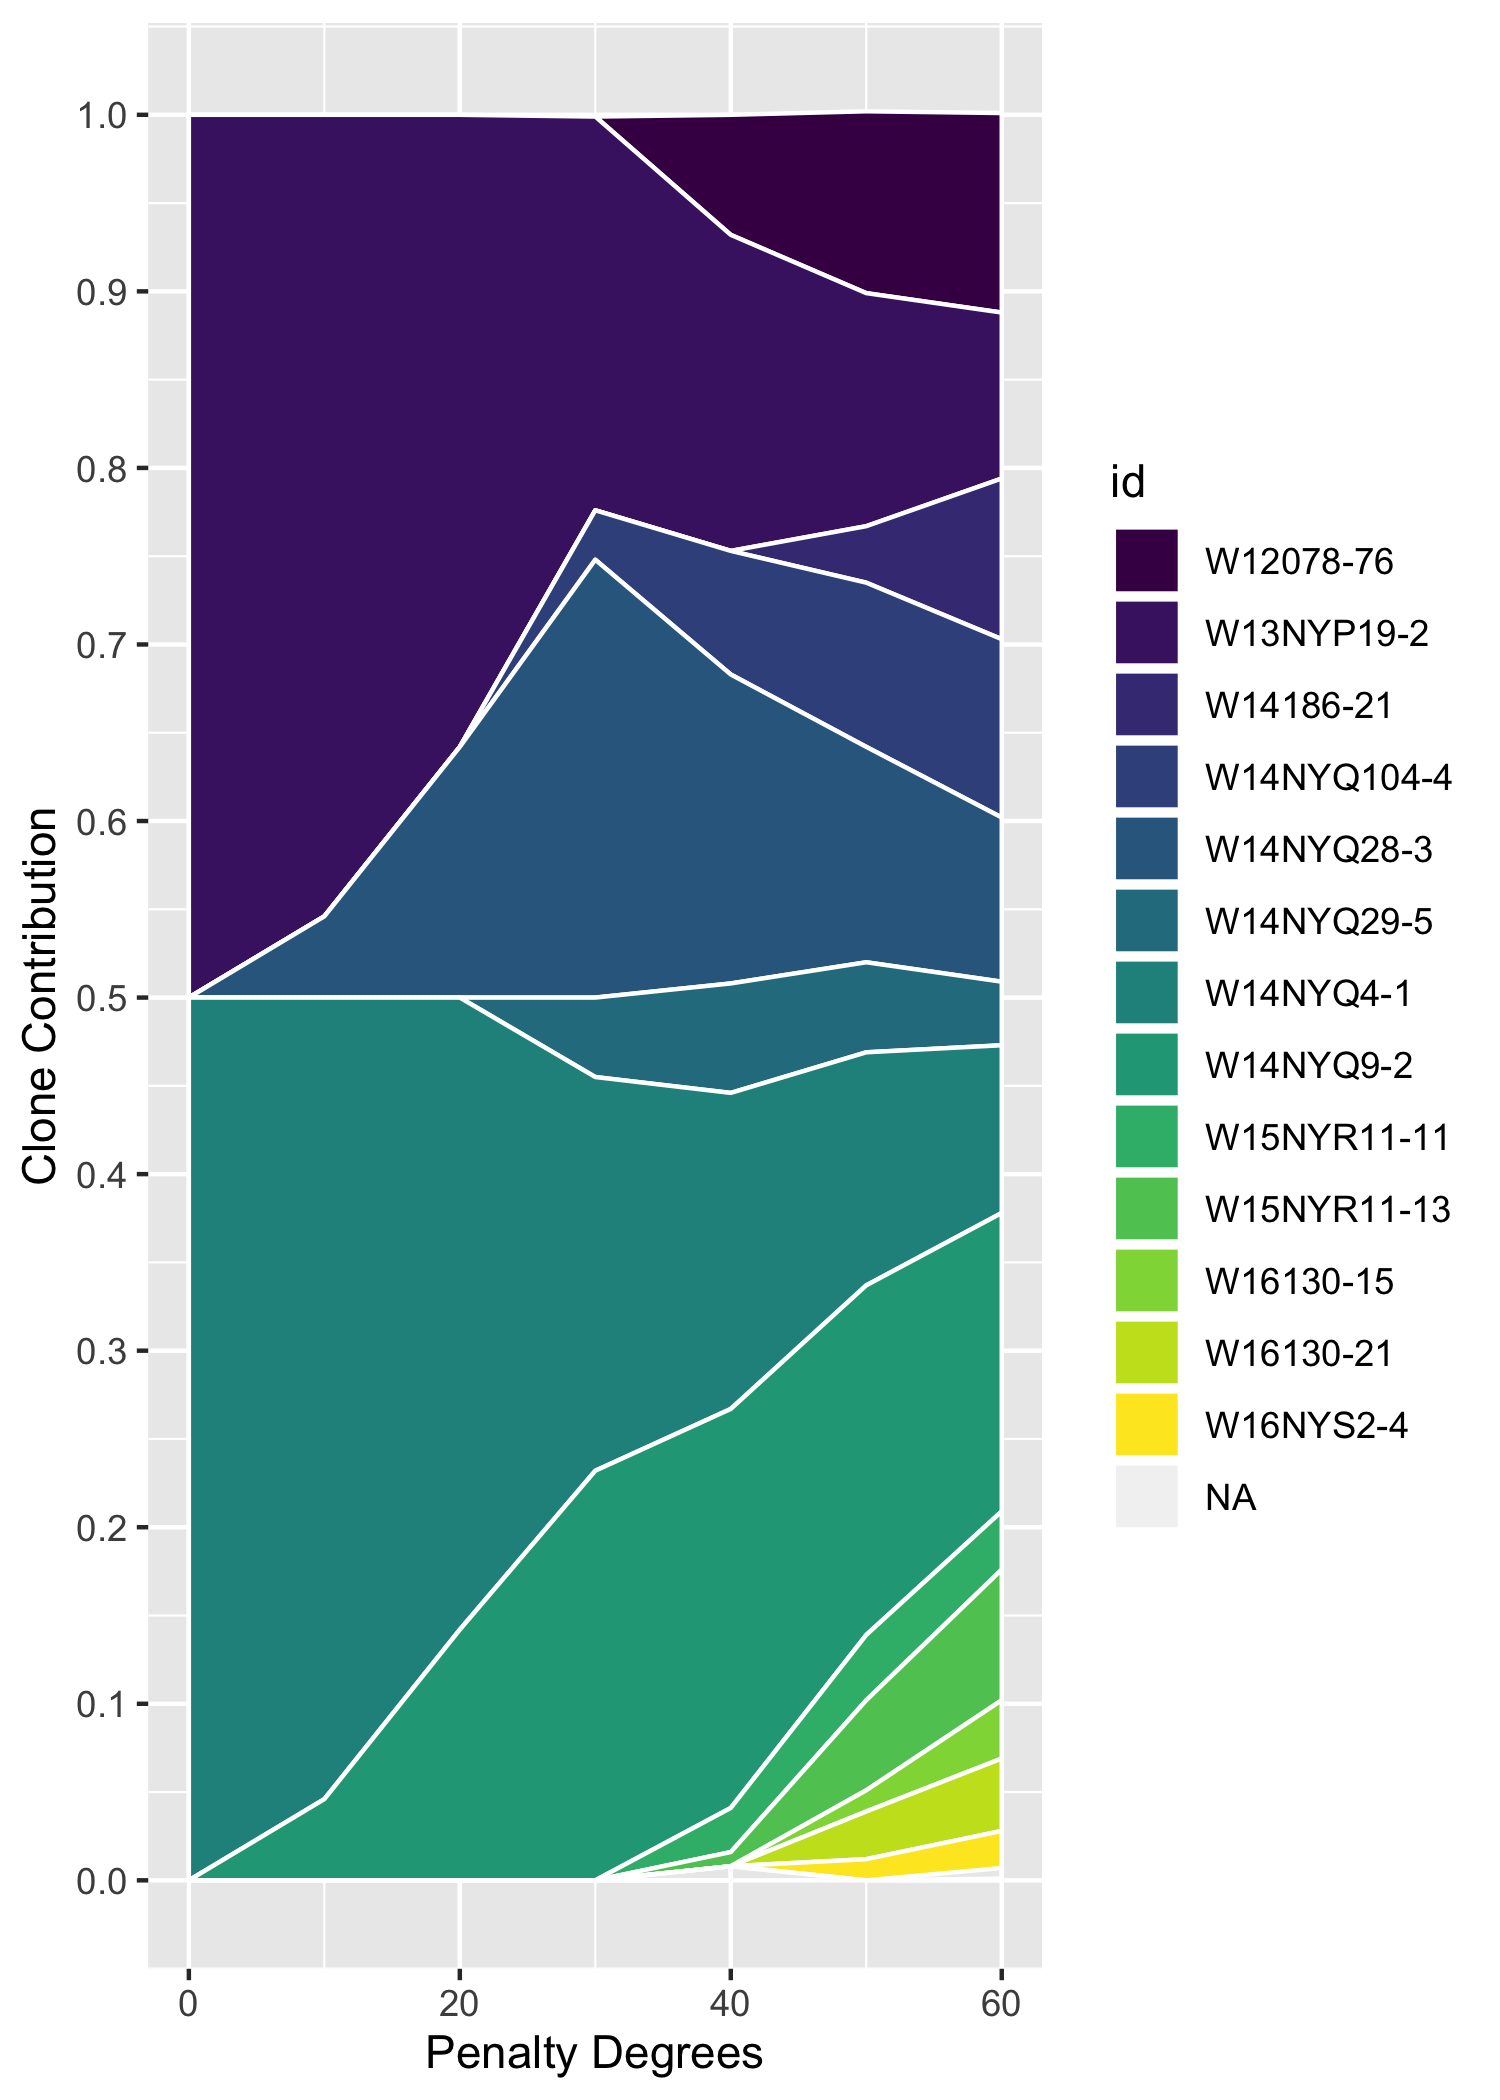 1.0
0.9
0.8
0.7
0.6
0.5
0.4
0.3
0.2
0.1
0.0
Clone Contribution
0 20 40 60
Penalty Degrees
id
W12078-76
W13NYP19-2
W14186-21
W14NYQ104-4
W14NYQ28-3
W14NYQ29-5
W14NYQ4-1
W14NYQ9-2
W15NYR11-11
W15NYR11-13
W16130-15
W16130-21
W16NYS2-4
NA